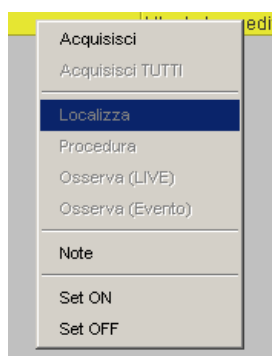 Acquisisci
Acquisisci TUTTI
Localizza
Procedura
Osserva (LIVE)
Osserva (Evento)
Note
Set ON
Set OFF